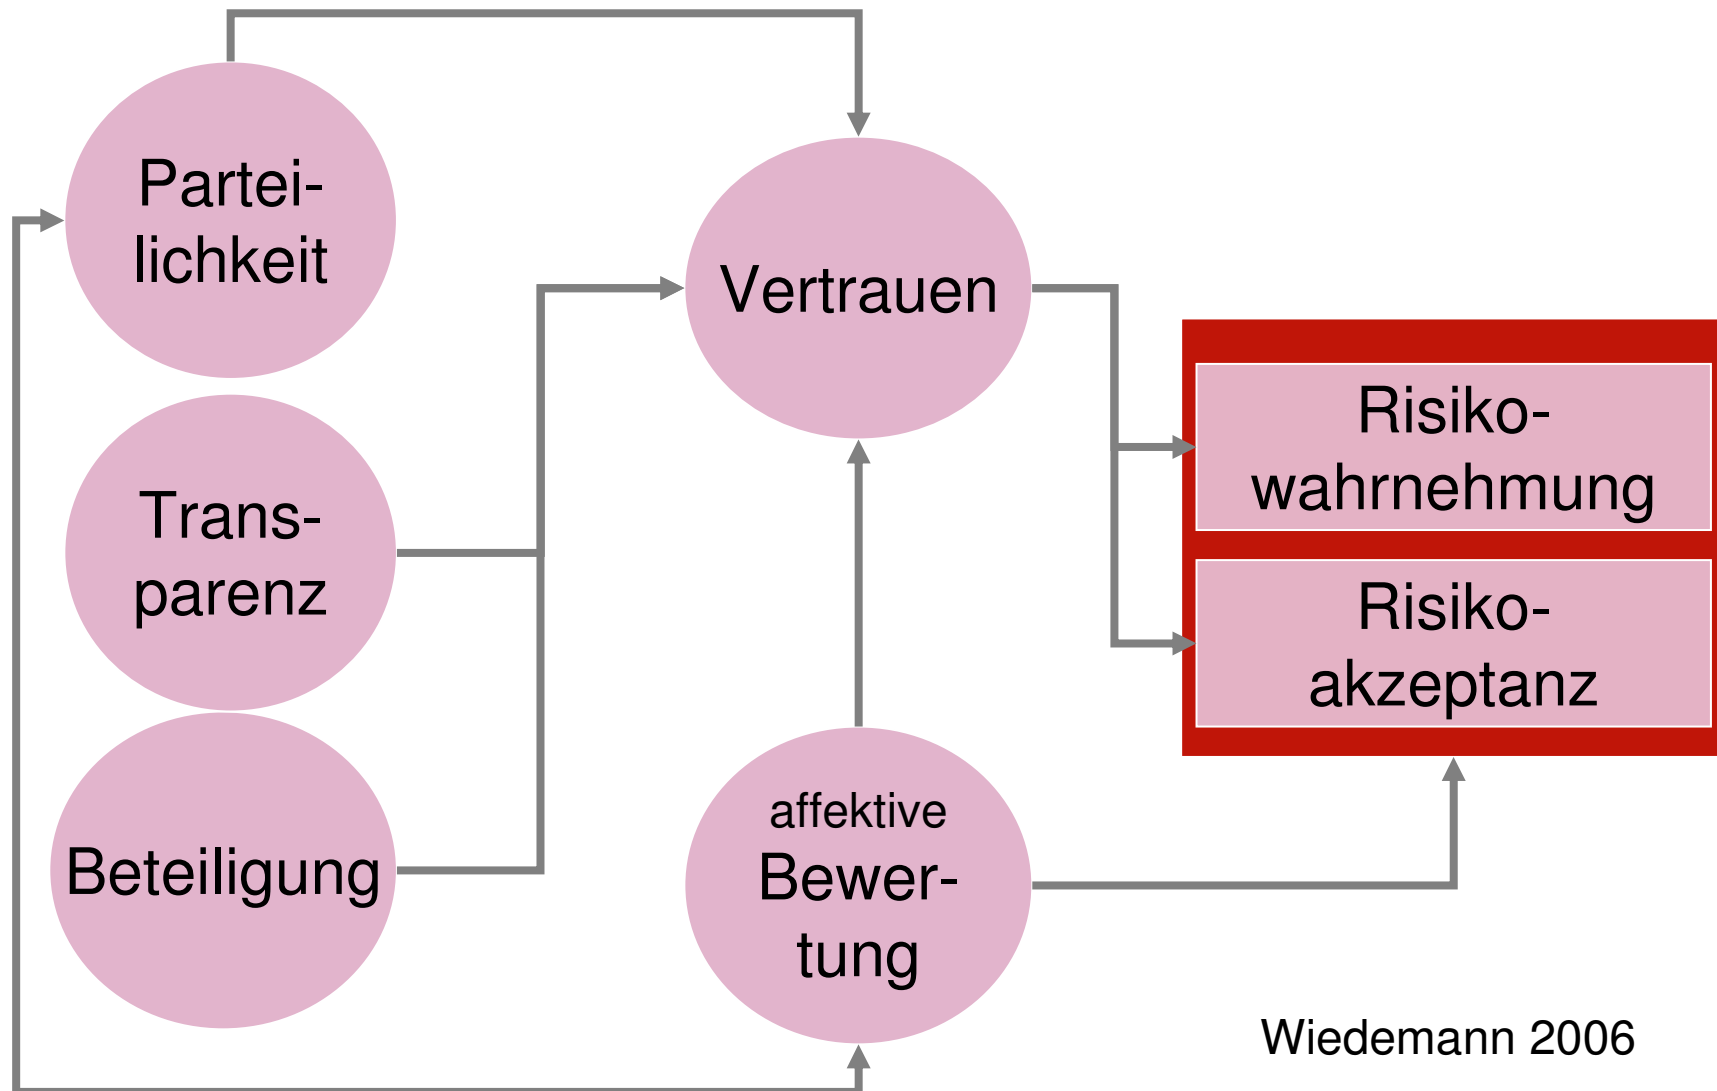 Partei-
lichkeit
Trans-
parenz
Beteiligung
Vertrauen
affektive
Bewer-
tung
Risiko-
wahrnehmung
Risiko-
akzeptanz
Wiedemann 2006